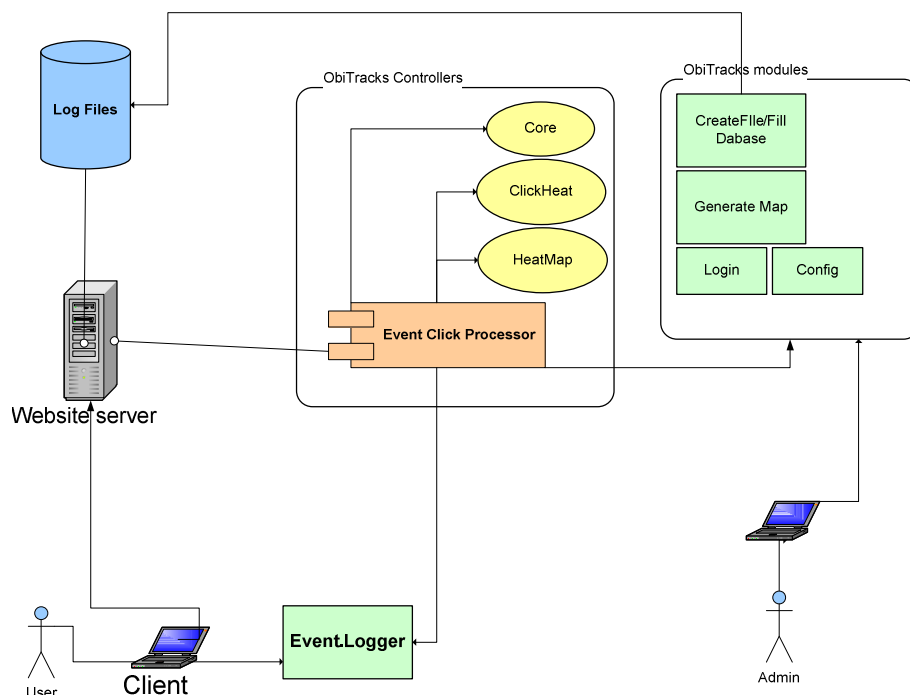 ObiTracks modules
ObiTracks Controllers
Log Files
Core
CreateFIle/Fill
Dabase
ClickHeat
Generate Map
HeatMap
Login
Config
Event Click Processor
Website server
Event.Logger
User
Client
Admin